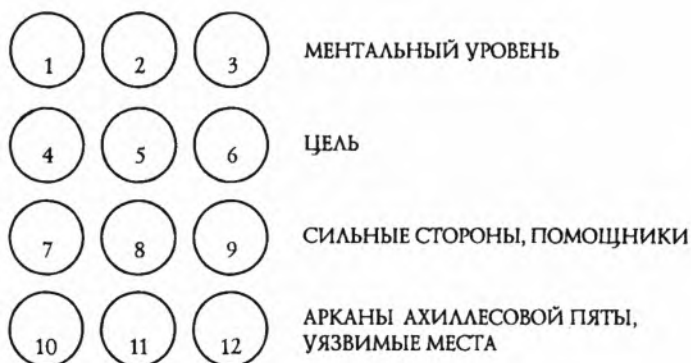 1 2 3 МЕНТАЛЬНЫЙ УРОВЕНЬ
4 5 6 ЦЕЛЬ
7 8 9 СИЛЬНЫЕ СТОРОНЫ, ПОМОЩНИКИ
10 11 12 АРКАНЫ АХИЛЛЕСОВОЙ ПЯТЫ,
УЯЗВИМЫЕ МЕСТА